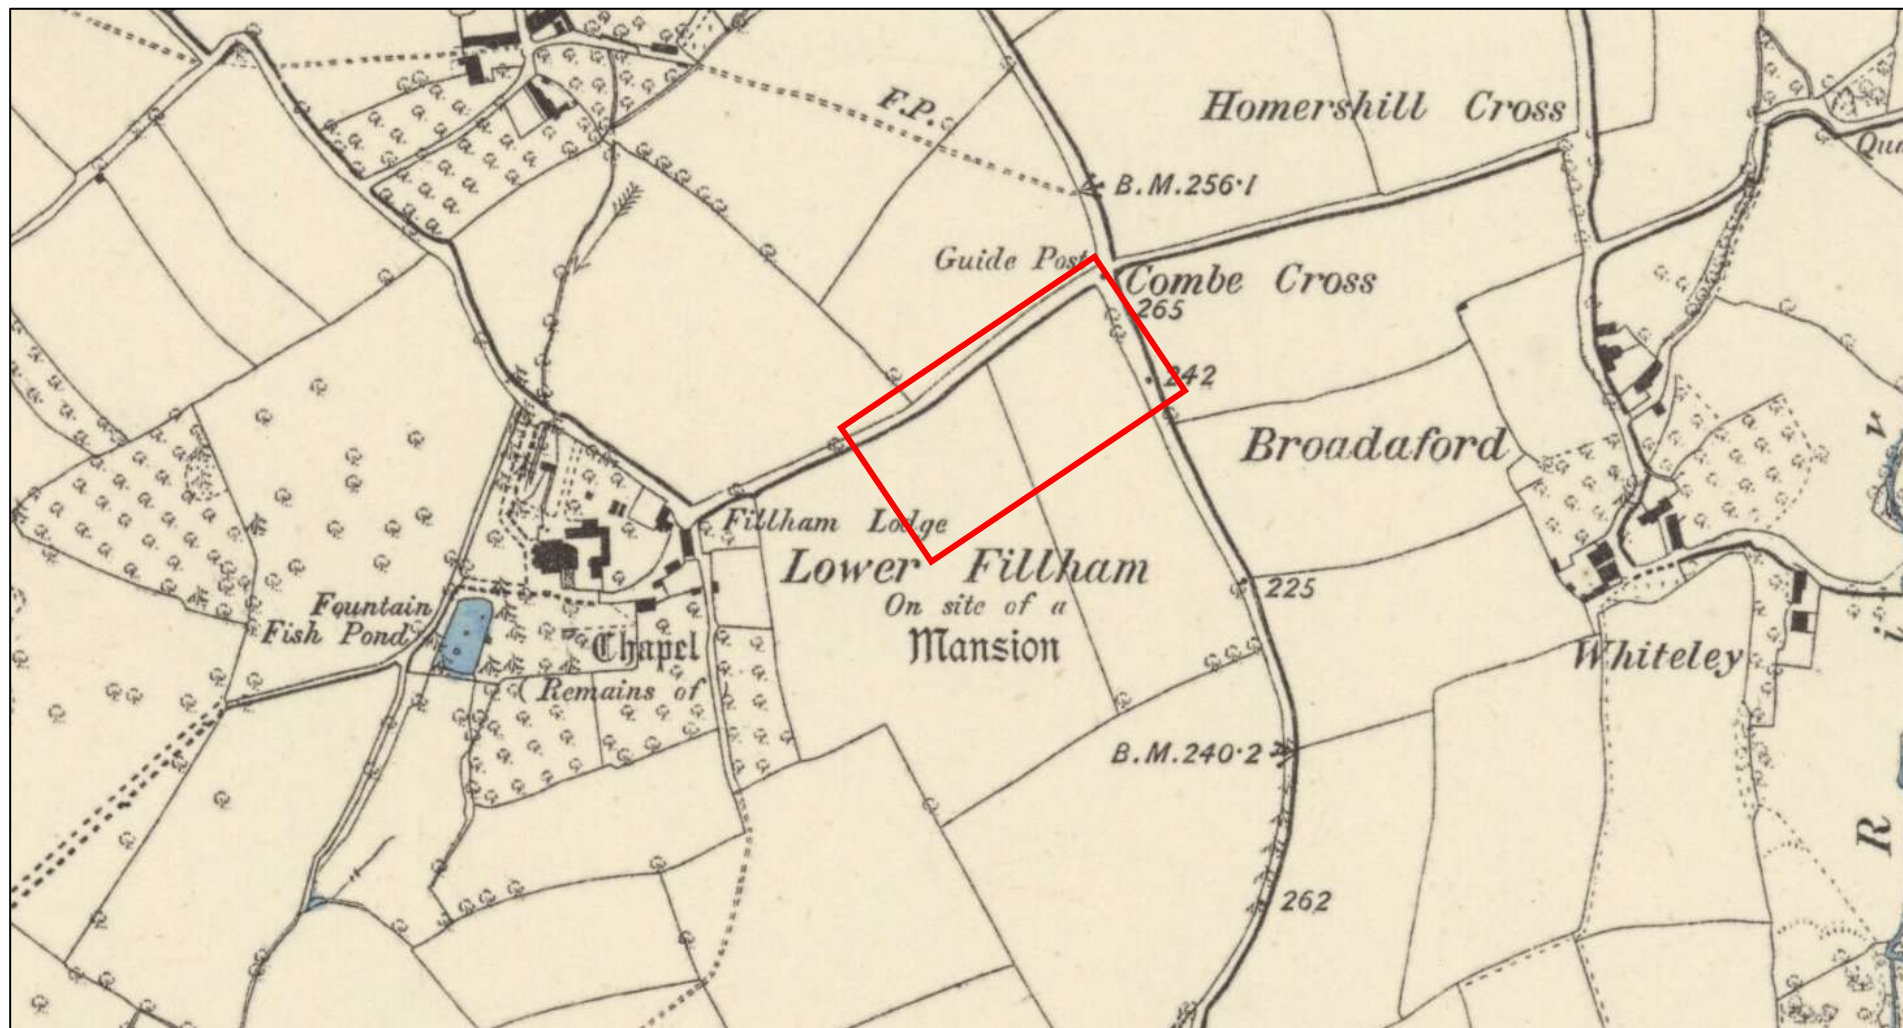 F.P.
Homershill Cross
B.M.256·1
Guide Post
Combe Cross
265
242
Broadaford
Fillham Lodge
Lower Fillham
On site of a
Mansion
225
Fountain
Fish Pond
Chapel
(Remains of
Whiteley
B.M.240·2
262
R
i
v